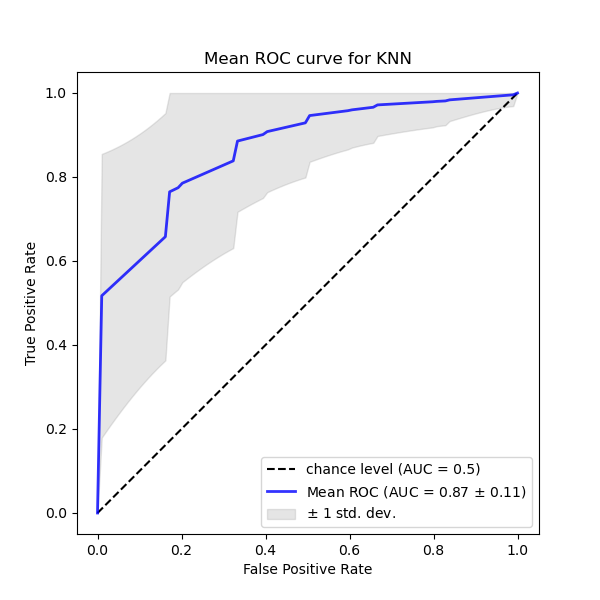 Mean ROC curve for KNN
1.0
0.8
0.6
0.4
0.2
0.0
True Positive Rate
chance level (AUC = 0.5)
Mean ROC (AUC = 0.87 ± 0.11)
± 1 std. dev.
0.0 0.2 0.4 0.6 0.8 1.0
False Positive Rate